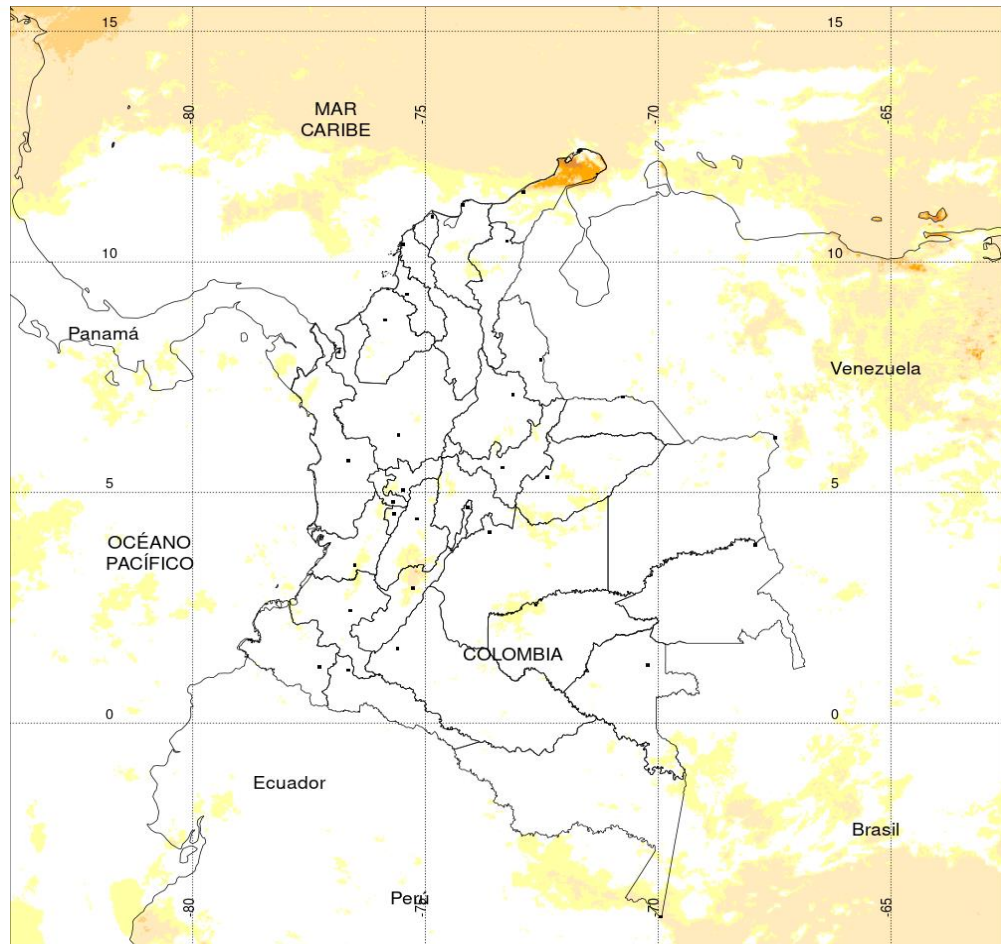 15 15
-80 -75 -70 -65
MAR
CARIBE
10 10
Panamá
Venezuela
5 5
OCÉANO
PACÍFICO
COLOMBIA
0 0
Ecuador
Brasil
Perú
-80 -75 -70 -65